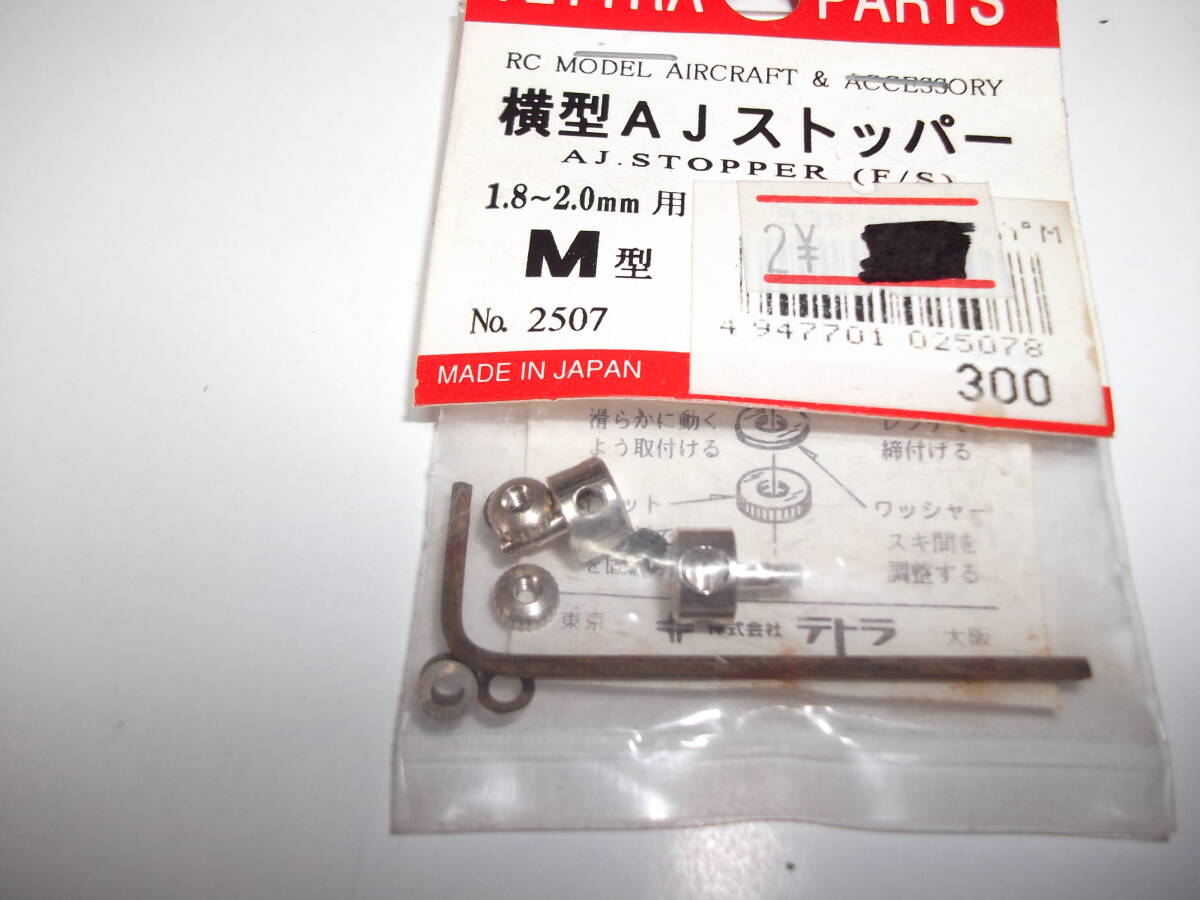 PARTS
RC MODEL AIRCRAFT & ACCESSORY
横型AJストッパー
AJ.STOPPER (F/S)
1.8~2.0mm 用
2¥
M型
No. 2507
4 947701 025078
300
MADE IN JAPAN
滑らかに動く
よう取付ける
締付ける
ワッシャー
スキ間を
調整する
東京 株式会社 テトラ 大阪